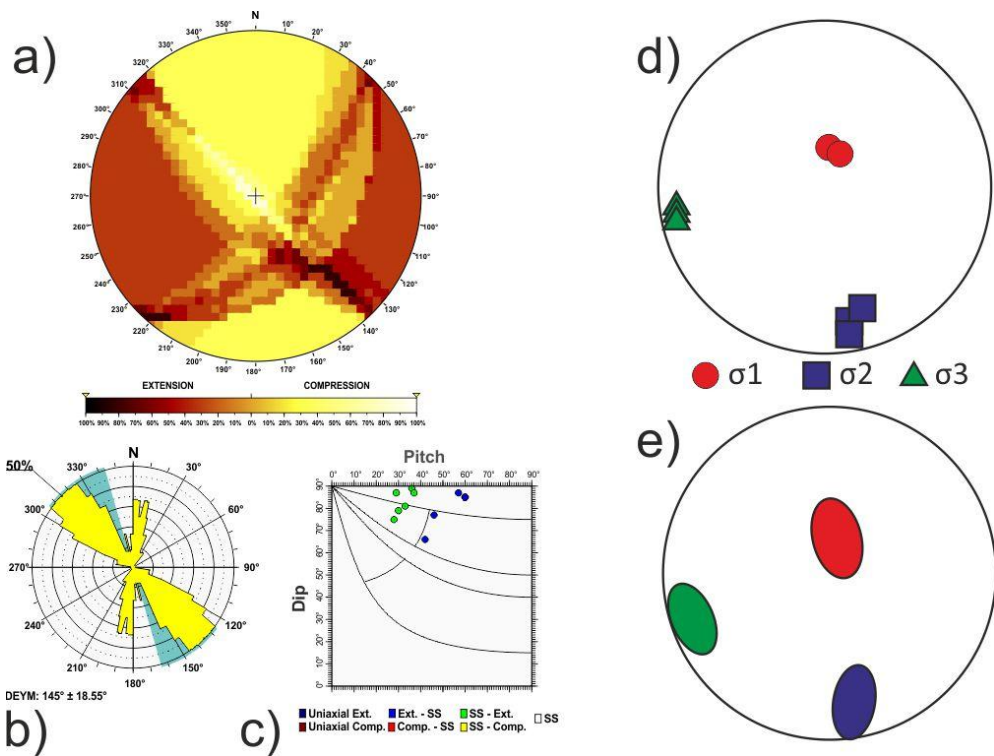 a)
N
350° 10°
340° 20°
330° 30°
320° 40°
310° 50°
300° 60°
290° 70°
280° 80°
270° 90°
260° 100°
250° 110°
240° 120°
230° 130°
220° 140°
210° 150°
200° 160°
190° 170°
180°
EXTENSION COMPRESSION
100% 90% 80% 70% 60% 50% 40% 30% 20% 10% 0% 10% 20% 30% 40% 50% 60% 70% 80% 90% 100%
d)
σ1 σ2 σ3
50%
N
330° 30°
300° 60°
270° 90°
240° 120°
210° 150°
180°
DEYM: 145° ± 18.55°
b)
Pitch
0° 10° 20° 30° 40° 50° 60° 70° 80° 90°
90°
80°
70°
60°
50°
40°
30°
20°
10°
0°
Dip
Uniaxial Ext. Ext. - SS SS - Ext. SS
Uniaxial Comp. Comp. - SS SS - Comp.
c)
e)